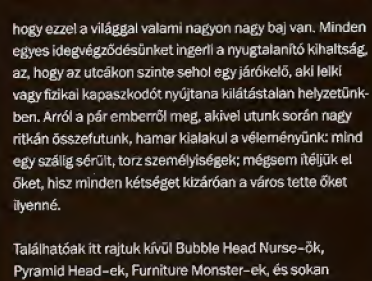 hogy ezzel a világgal valami nagyon nagy baj van. Minden
egyes idegvégződésünket ingerli a nyugtalanító kihaltság,
az, hogy az utcákon szinte sehol egy járókelő, aki lelki
vagy fizikai kapaszkodót nyújtana kilátástalan helyzetünk-
ben. Arról a pár emberről meg, akivel utunk során nagy
ritkán összefutunk, hamar kialakul a véleményünk: mind
egy szálig sérült, torz személyiségek; mégsem ítéljük el
őket, hisz minden kétséget kizáróan a város tette őket
ilyenné.

Találhatóak itt rajtuk kívül Bubble Head Nurse-ök,
Pyramid Head-ek, Furniture Monster-ek, és sokan